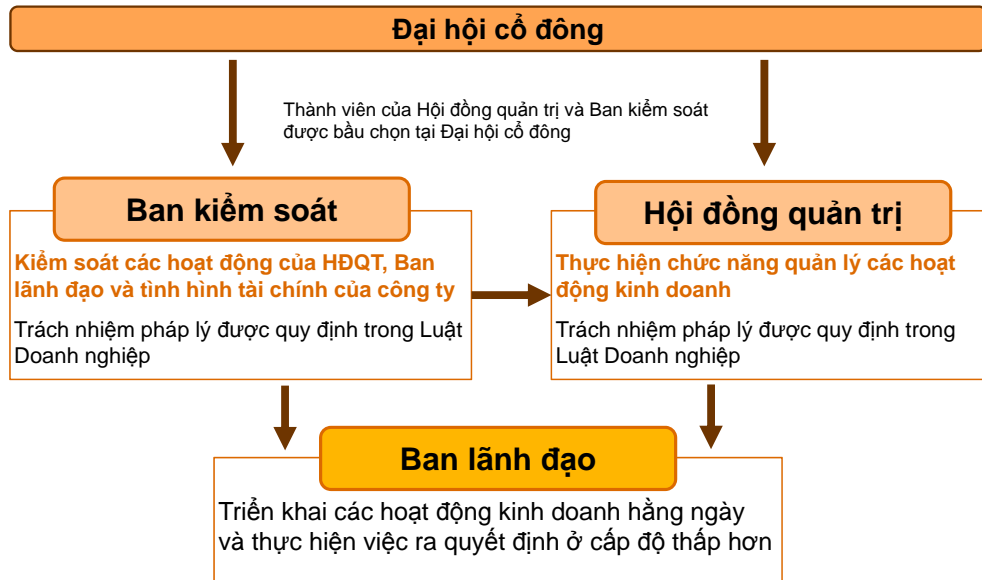 Đại hội cổ đông
Thành viên của Hội đồng quản trị và Ban kiểm soát
được bầu chọn tại Đại hội cổ đông
Ban kiểm soát
Kiểm soát các hoạt động của HĐQT, Ban
lãnh đạo và tình hình tài chính của công ty
Trách nhiệm pháp lý được quy định trong Luật
Doanh nghiệp
Hội đồng quản trị
Thực hiện chức năng quản lý các hoạt
động kinh doanh
Trách nhiệm pháp lý được quy định trong
Luật Doanh nghiệp
Ban lãnh đạo
Triển khai các hoạt động kinh doanh hằng ngày
và thực hiện việc ra quyết định ở cấp độ thấp hơn